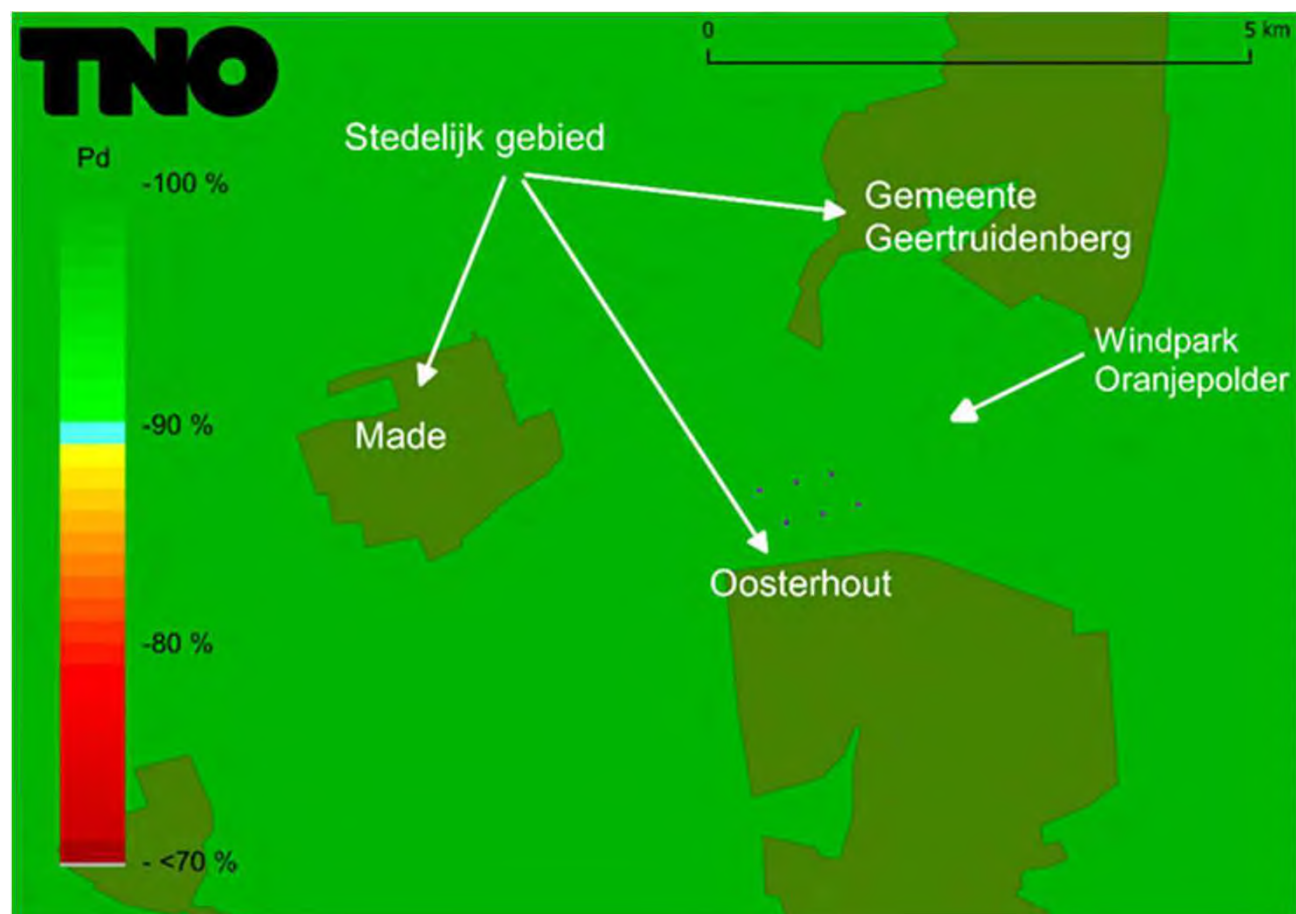 TNO
0 5 km
Pd
-100 %
-90 %
-80 %
- <70 %
Stedelijk gebied
Gemeente
Geertruidenberg
Windpark
Oranjepolder
Made
Oosterhout